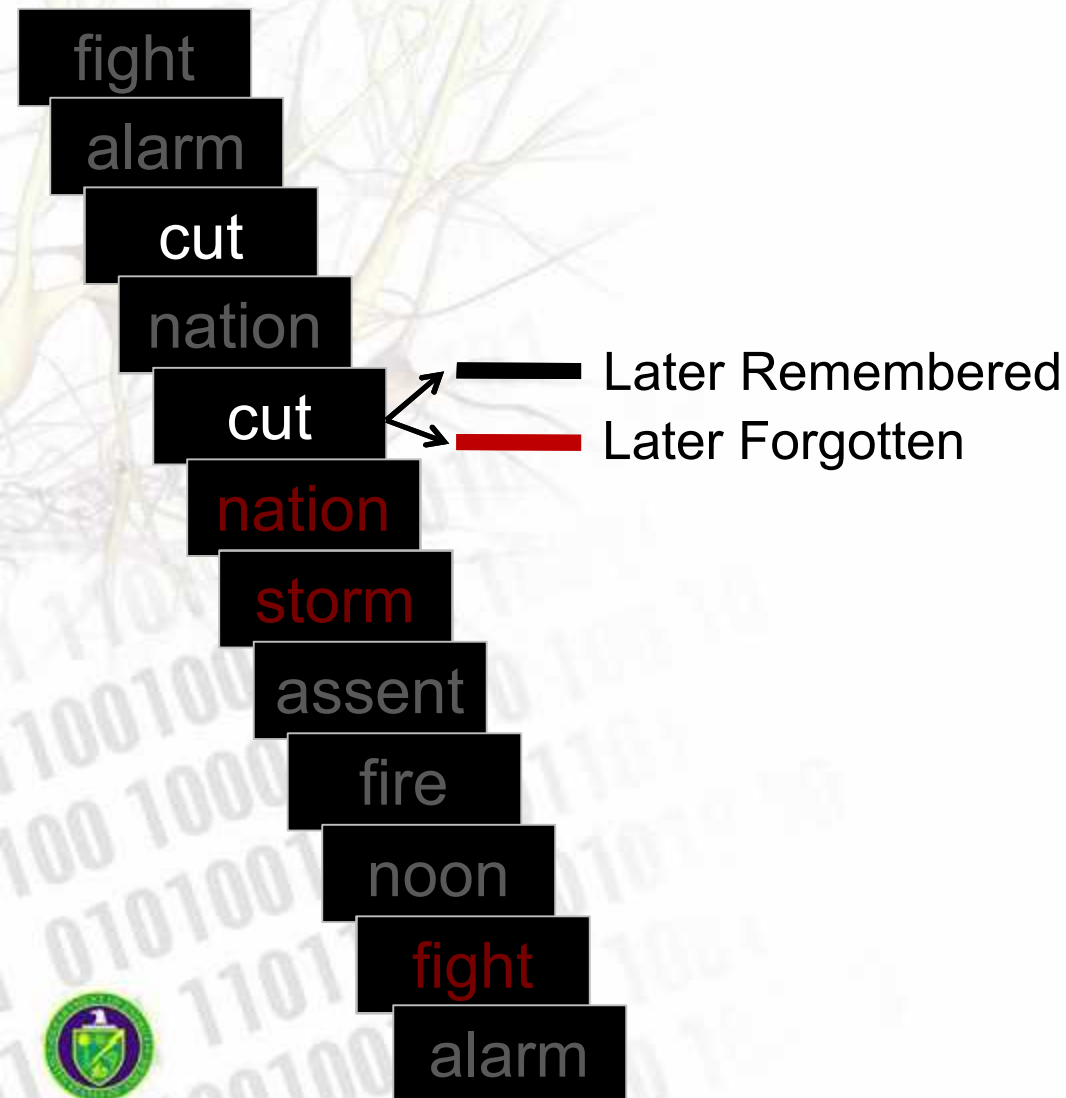 fight
alarm
cut
nation
cut
Later Remembered
Later Forgotten
nation
storm
assent
fire
noon
fight
alarm